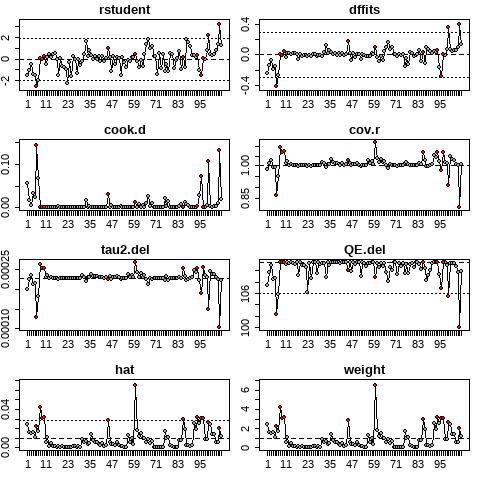 rstudent
dffits
2
0
-2
0.4
0.0
-0.4
1 11 23 35 47 59 71 83 95
1 11 23 35 47 59 71 83 95
cook.d
cov.r
0.10
0.00
1.00
0.85
1 11 23 35 47 59 71 83 95
1 11 23 35 47 59 71 83 95
tau2.del
QE.del
0.00025
0.00010
106
100
1 11 23 35 47 59 71 83 95
1 11 23 35 47 59 71 83 95
hat
weight
0.04
0.00
6
4
2
0
1 11 23 35 47 59 71 83 95
1 11 23 35 47 59 71 83 95